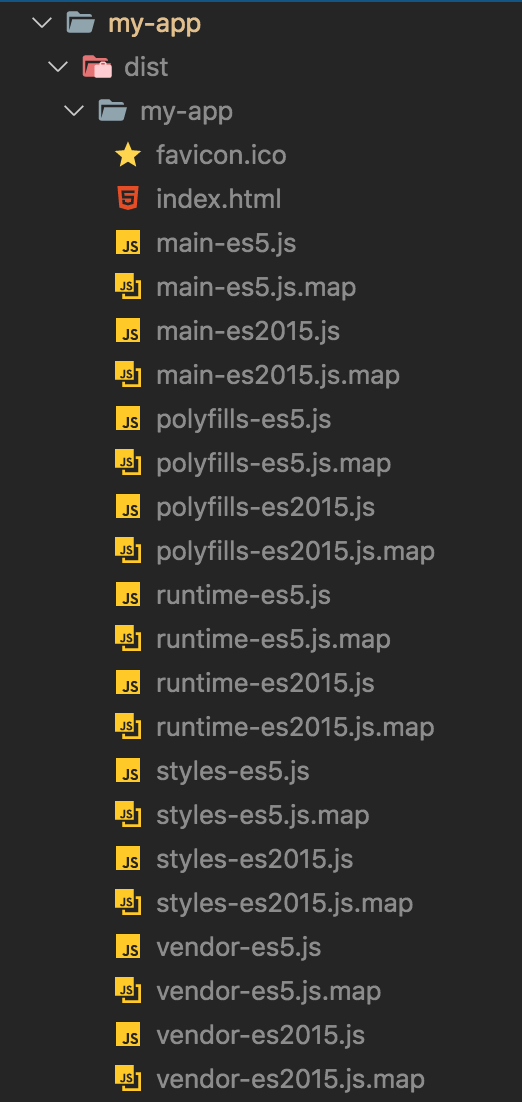 my-app
dist
my-app
favicon.ico
5 index.html
JS main-es5.js
JS main-es5.js.map
JS main-es2015.js
JS main-es2015.js.map
JS polyfills-es5.js
JS polyfills-es5.js.map
JS polyfills-es2015.js
JS polyfills-es2015.js.map
JS runtime-es5.js
JS runtime-es5.js.map
JS runtime-es2015.js
JS runtime-es2015.js.map
JS styles-es5.js
JS styles-es5.js.map
JS styles-es2015.js
JS styles-es2015.js.map
JS vendor-es5.js
JS vendor-es5.js.map
JS vendor-es2015.js
JS vendor-es2015.js.map